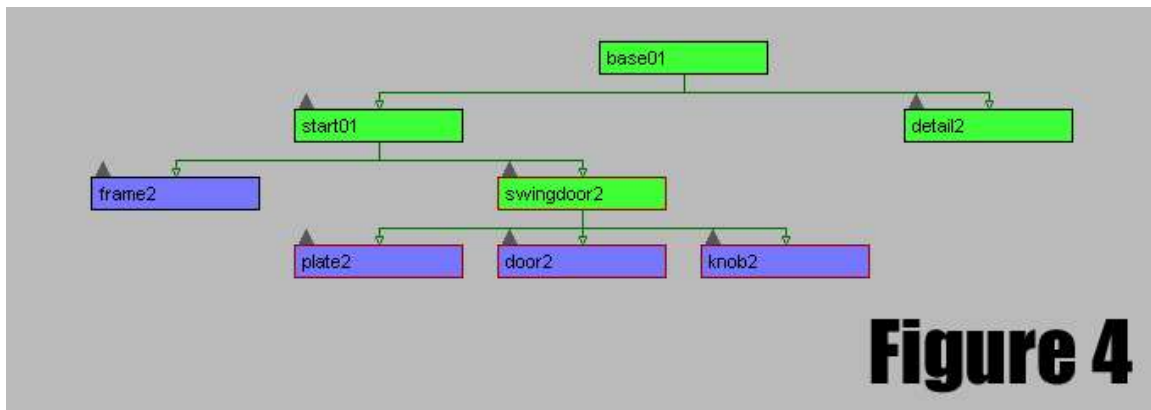 base01
start01
detail2
frame2
swingdoor2
plate2
door2
knob2
Figure 4